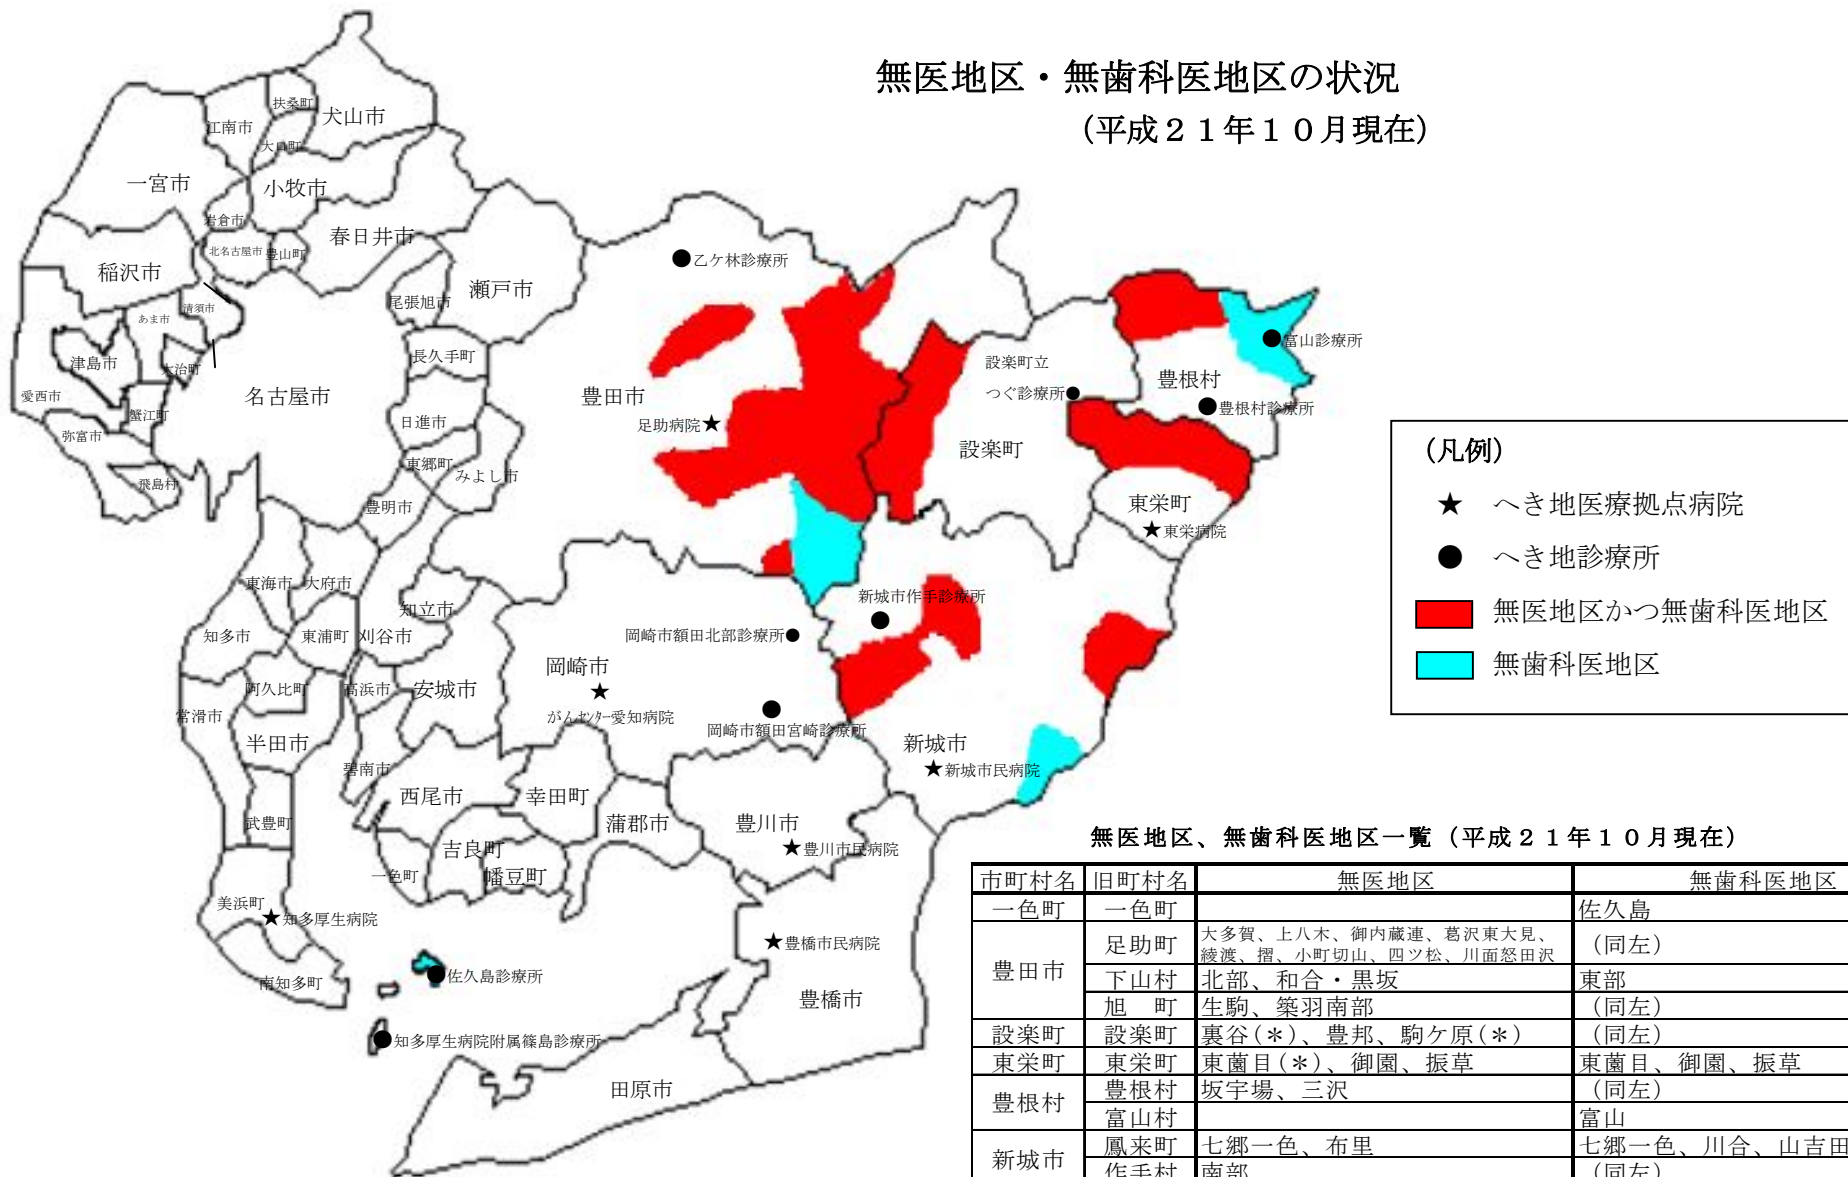 無医地区・無歯科医地区の状況
(平成２１年１０月現在)
扶桑町
江南市
犬山市
大口町
一宮市
小牧市
岩倉市
春日井市
北名古屋市
豊山町
稲沢市
瀬戸市
尾張旭市
清須市
あま市
津島市
大治町
長久手町
愛西市
名古屋市
蟹江町
日進市
弥富市
東郷町
みよし市
飛島村
豊明市
乙ケ林診療所
豊田市
足助病院
設楽町立
つぐ診療所
設楽町
富山診療所
豊根村
豊根村診療所
東栄町
東栄病院
(凡例)
★ へき地医療拠点病院
● へき地診療所
無医地区かつ無歯科医地区
無歯科医地区
東海市
大府市
知立市
知多市
東浦町
刈谷市
阿久比町
高浜市
安城市
常滑市
半田市
碧南市
武豊町
西尾市
幸田町
蒲郡市
吉良町
一色町
幡豆町
美浜町
知多厚生病院
南知多町
佐久島診療所
知多厚生病院附属篠島診療所
新城市作手診療所
岡崎市額田北部診療所
岡崎市
がんセンター愛知病院
岡崎市額田宮崎診療所
新城市
新城市民病院
豊川市
豊川市民病院
豊橋市民病院
豊橋市
田原市
無医地区、無歯科医地区一覧（平成２１年１０月現在）
市町村名 旧町村名 無医地区 無歯科医地区
一色町 一色町 佐久島
豊田市 足助町 大多賀、上八木、御内蔵連、葛沢東大見、
綾渡、摺、小町切山、四ツ松、川面怒田沢 （同左）
下山村 北部、和合・黒坂 東部
旭　町 生駒、築羽南部 （同左）
設楽町 設楽町 裏谷(＊)、豊邦、駒ケ原(＊) （同左）
東栄町 東栄町 東薗目(＊)、御園、振草 東薗目、御園、振草
豊根村 豊根村 坂宇場、三沢 （同左）
富山村 富山
新城市 鳳来町 七郷一色、布里 七郷一色、川合、山吉田
作手村 南部 （同左）